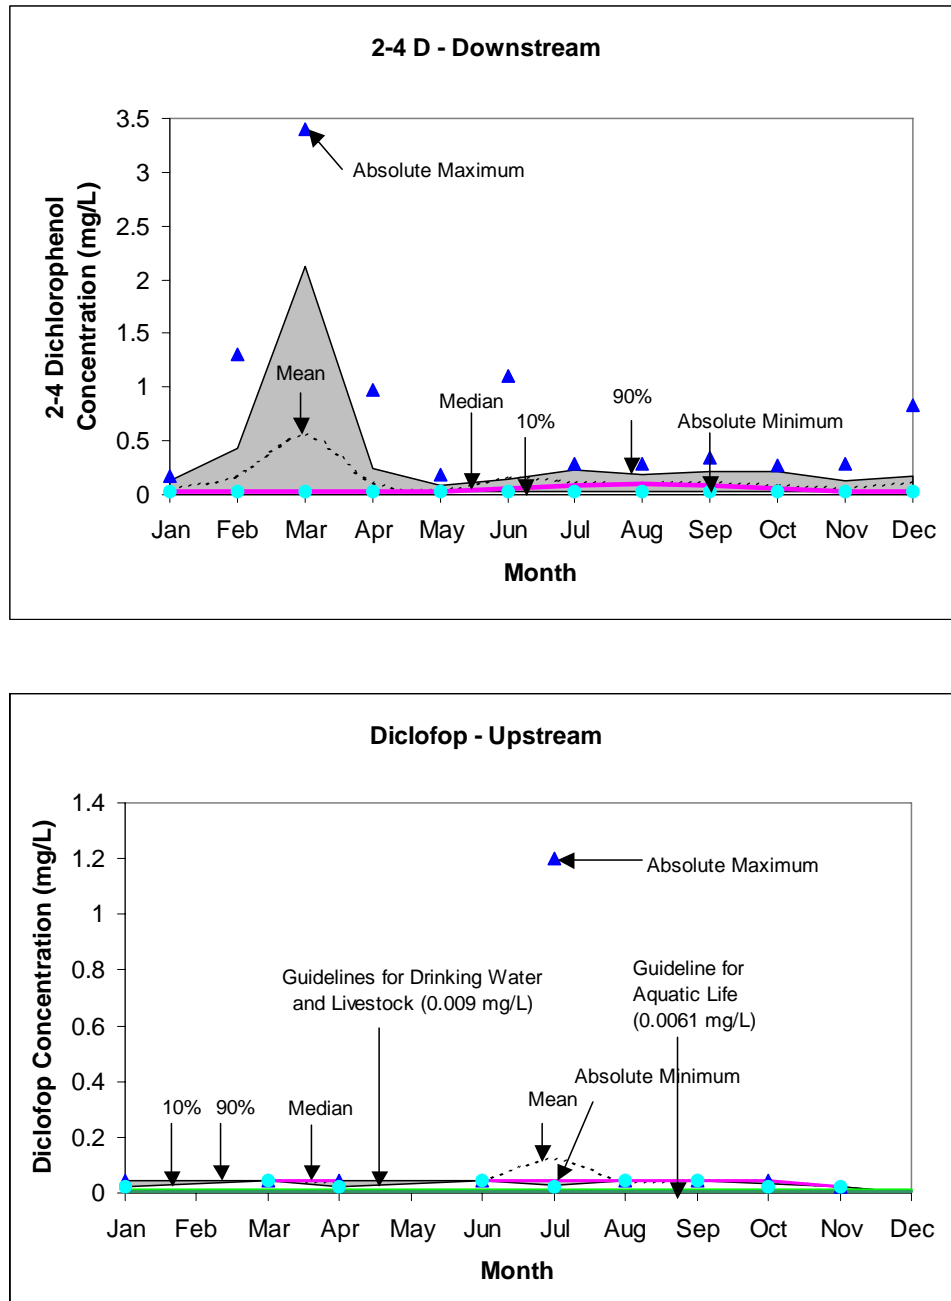 2-4 D - Downstream
3.5
3
2.5
2
1.5
1
0.5
0
2-4 Dichlorophenol
Concentration (mg/L)
Absolute Maximum
Mean
Median
10%
90%
Absolute Minimum
Jan Feb Mar Apr May Jun Jul Aug Sep Oct Nov Dec
Month
Diclofop - Upstream
1.4
1.2
1
0.8
0.6
0.4
0.2
0
Diclofop Concentration (mg/L)
Absolute Maximum
Guidelines for Drinking Water
and Livestock (0.009 mg/L)
Guideline for
Aquatic Life
(0.0061 mg/L)
Absolute Minimum
10%
90%
Median
Mean
Jan Feb Mar Apr May Jun Jul Aug Sep Oct Nov Dec
Month